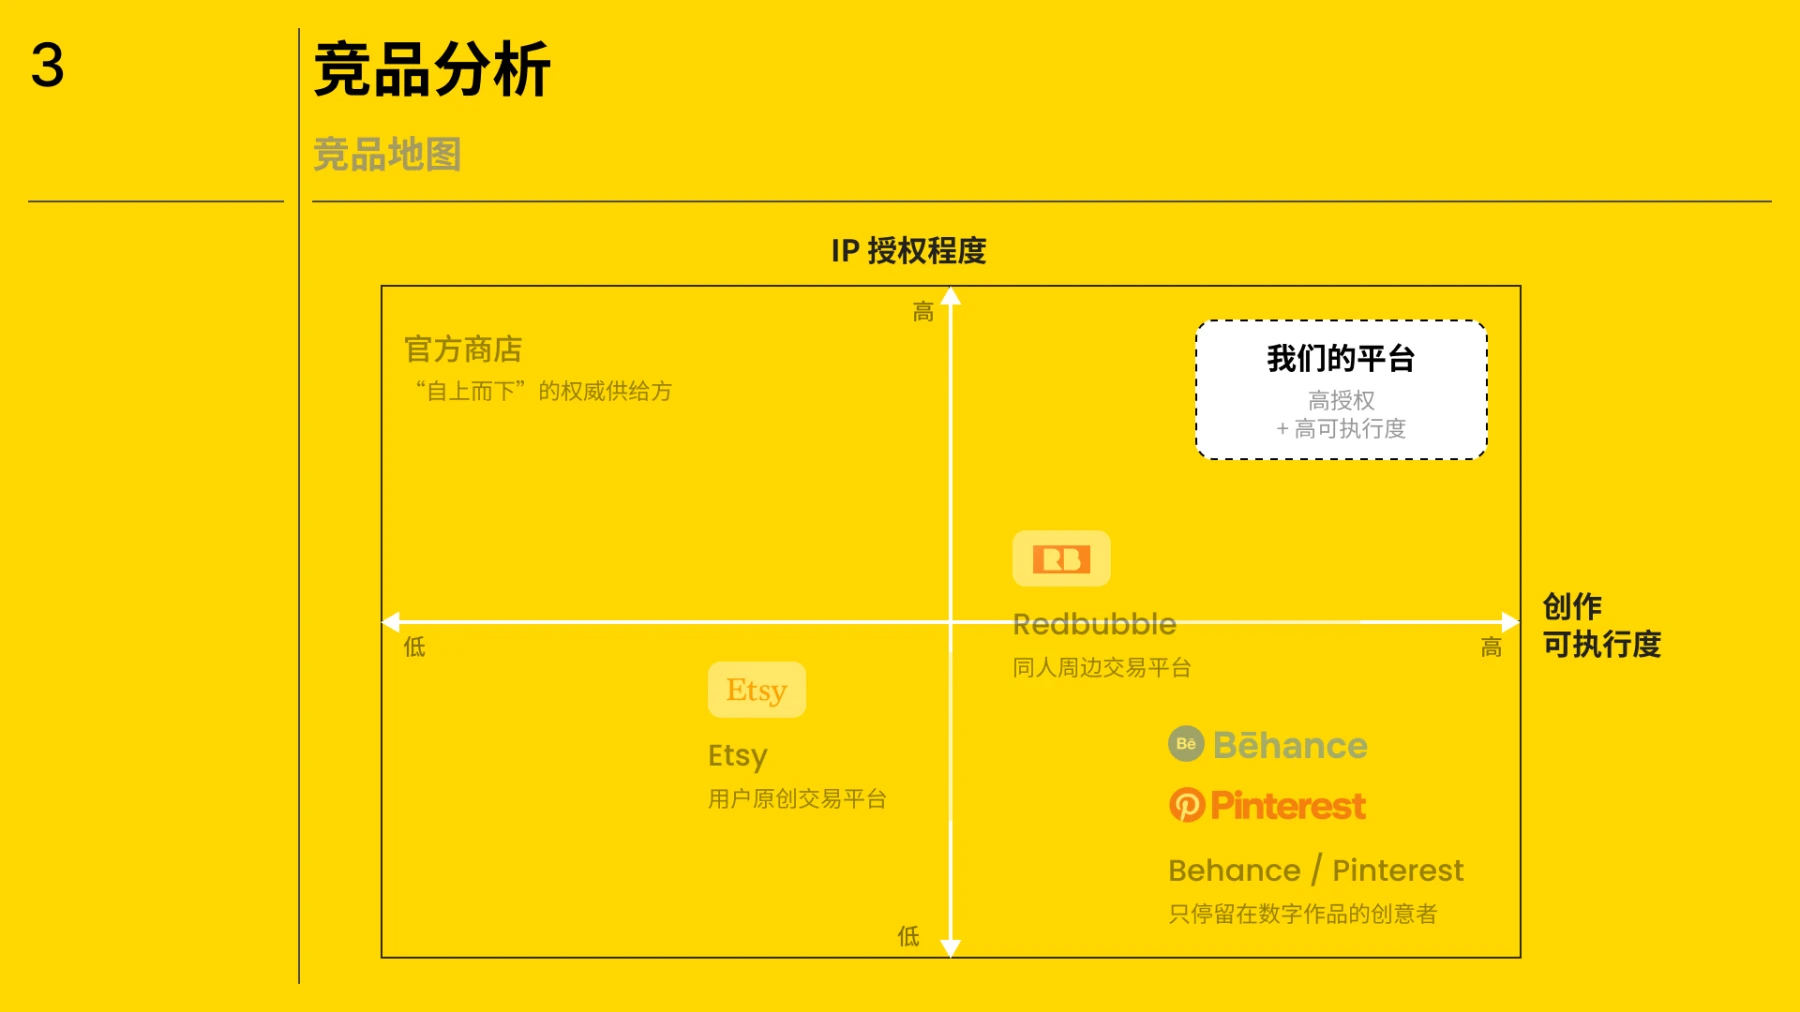 3
竞品分析
竞品地图
IP 授权程度
高
官方商店
“自上而下”的权威供给方
我们的平台
高授权
+ 高可执行度
RB
Redbubble
同人周边交易平台
创作
可执行度
低
高
Etsy
Etsy
用户原创交易平台
Bē Bēhance
Pinterest
Behance / Pinterest
只停留在数字作品的创意者
低